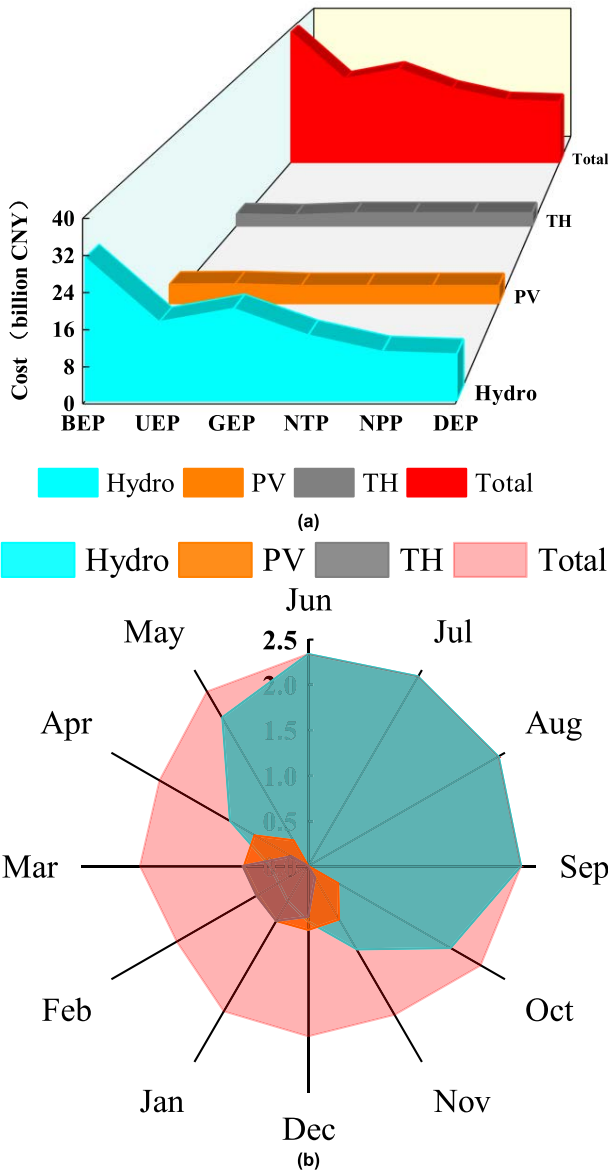 Total
TH
PV
Hydro
Cost （billion CNY）
40
32
24
16
8
0
BEP UEP GEP NTP NPP DEP
Hydro PV TH Total
(a)
Hydro PV TH Total
Jun
May Jul
2.5
2.0
Apr Aug
1.5
1.0
0.5
Mar Sep
Feb Oct
Jan Nov
Dec
(b)